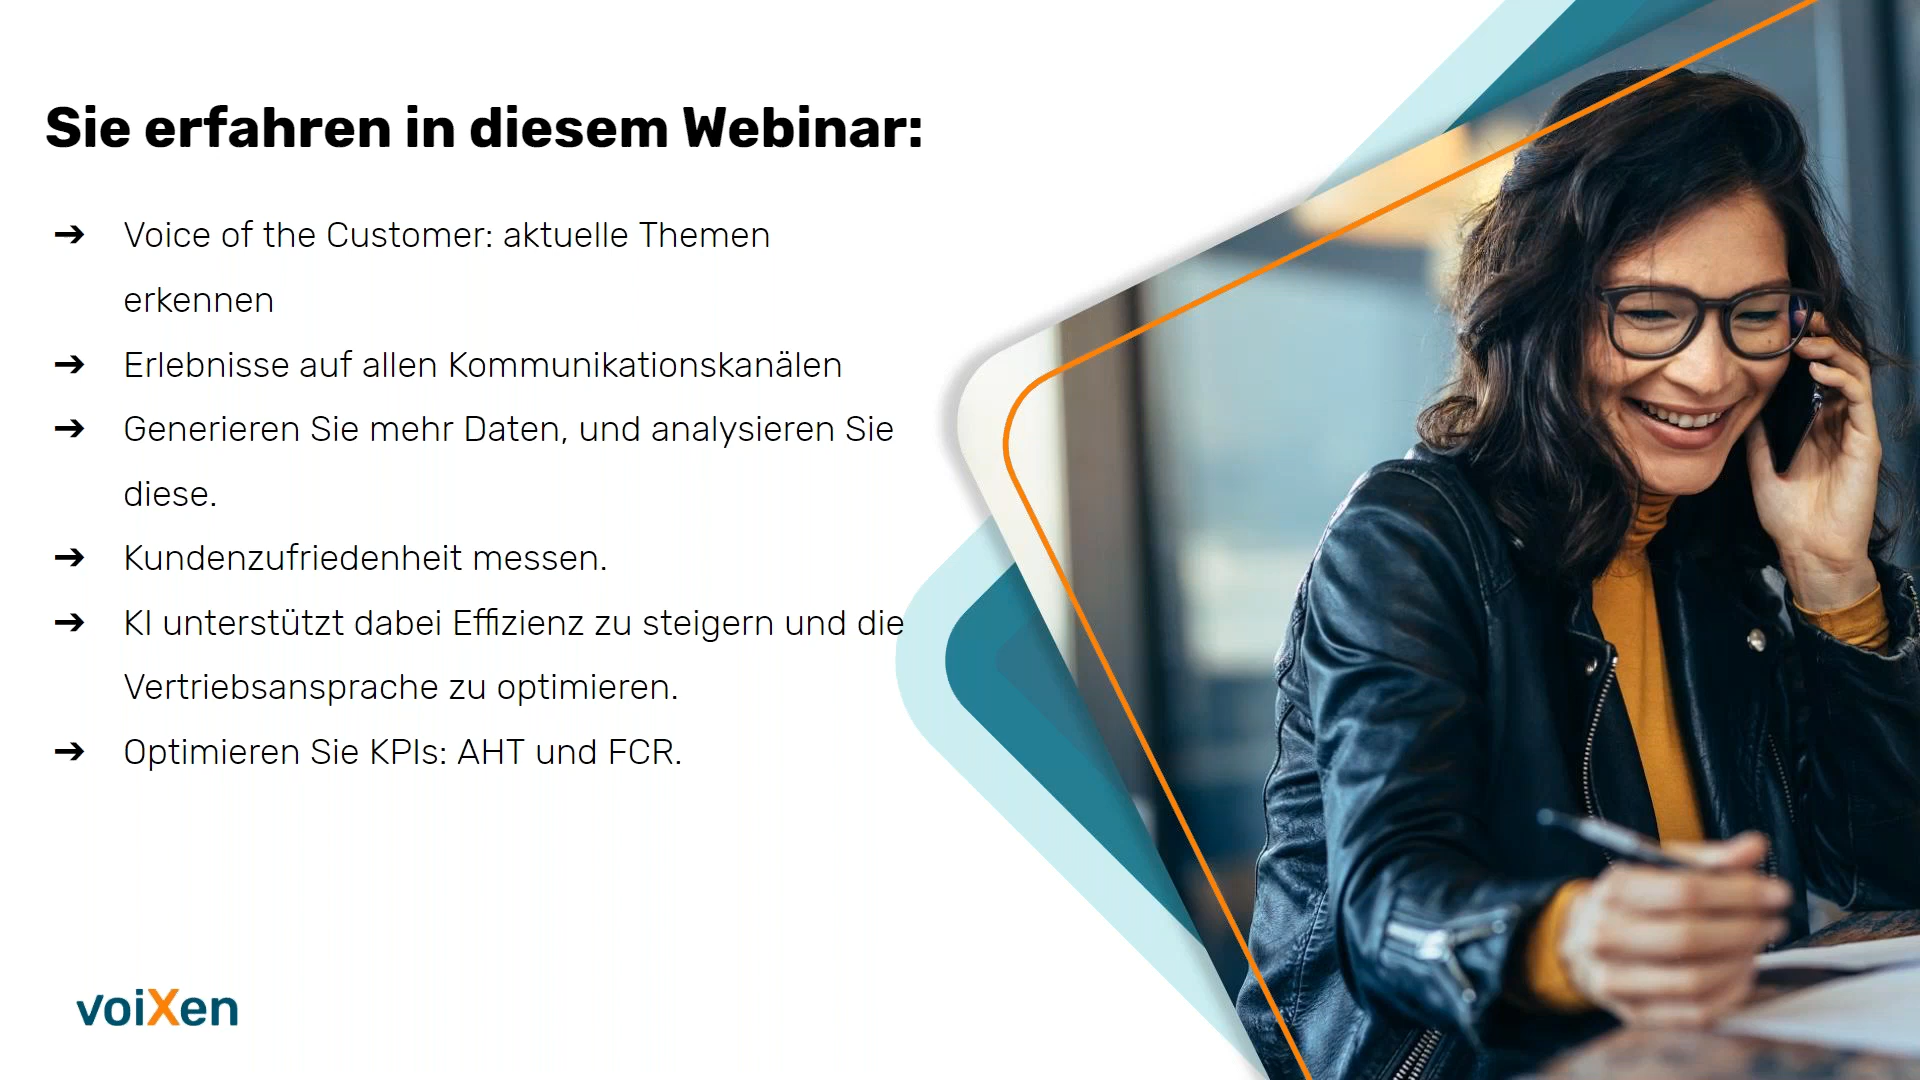 Sie erfahren in diesem Webinar:
➔ Voice of the Customer: aktuelle Themen
erkennen
➔ Erlebnisse auf allen Kommunikationskanälen
➔ Generieren Sie mehr Daten, und analysieren Sie
diese.
➔ Kundenzufriedenheit messen.
➔ KI unterstützt dabei Effizienz zu steigern und die
Vertriebsansprache zu optimieren.
➔ Optimieren Sie KPIs: AHT und FCR.
voiXen